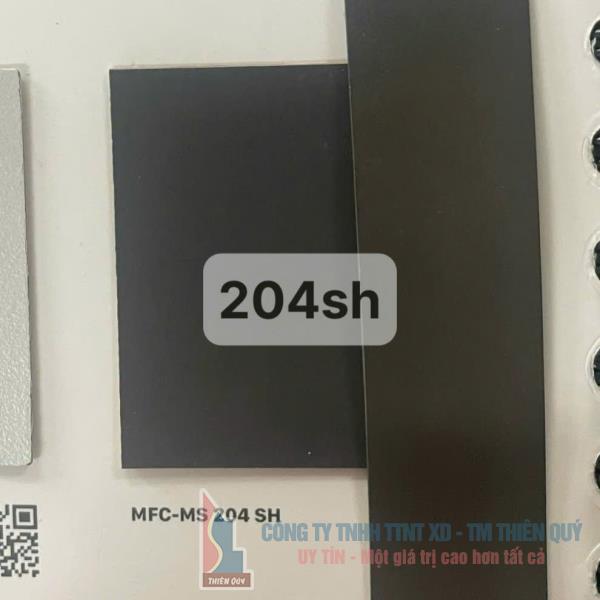 204sh
MFC-MS 204 SH
CÔNG TY TNHH TTNT XD - TM THIÊN QUÝ
UY TÍN - Một giá trị cao hơn tất cả
THIÊN QUÝ